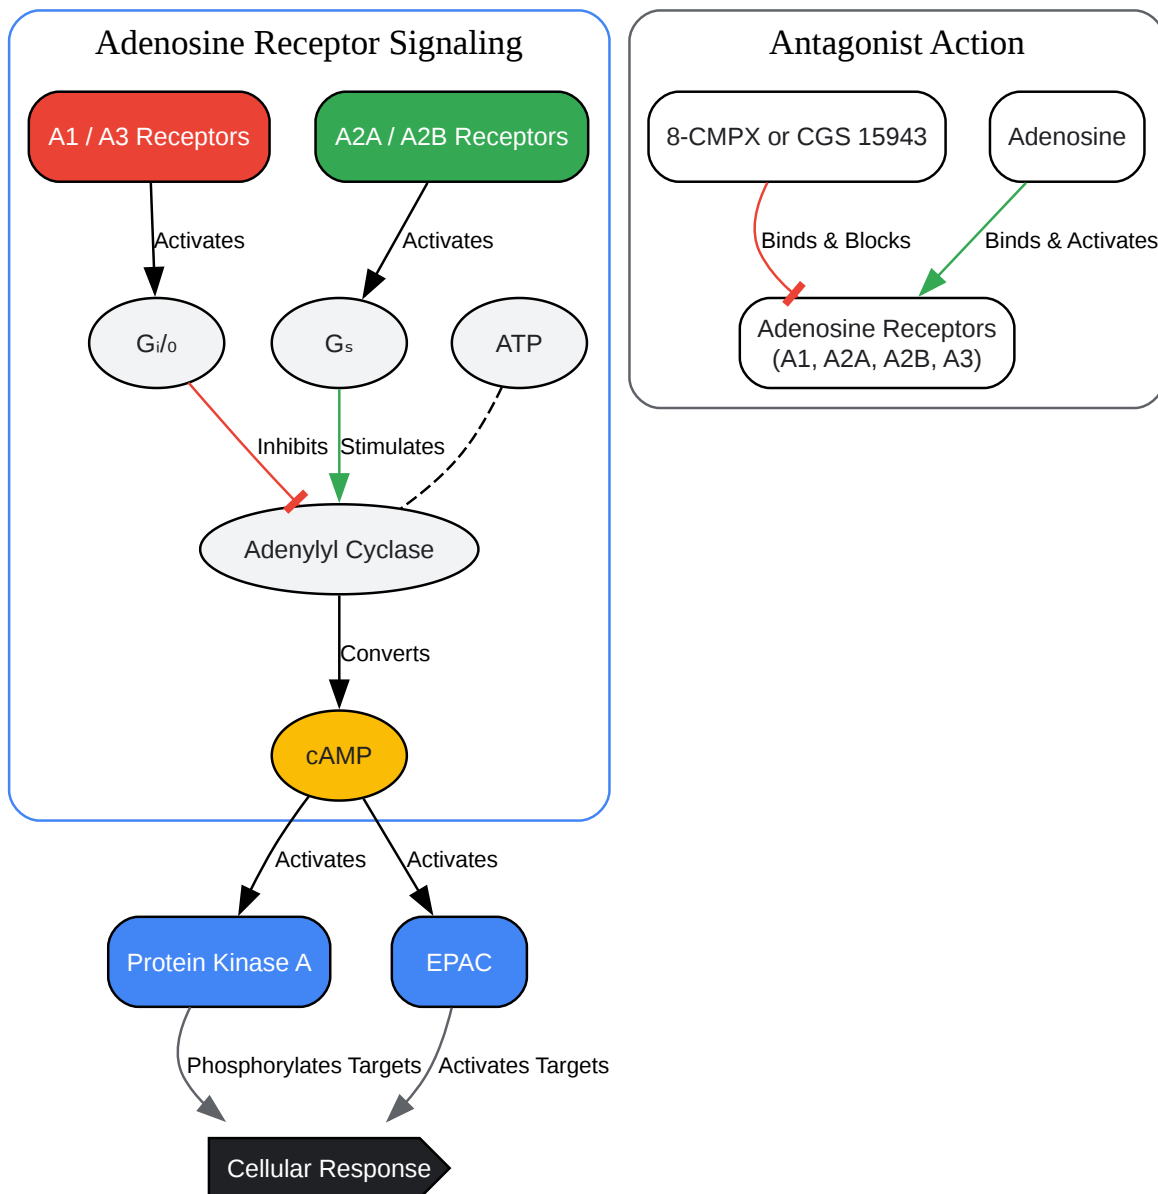 Adenosine Receptor Signaling
A1 / A3 Receptors
A2A / A2B Receptors
Activates
Activates
Gᵢ/₀
Gₛ
ATP
Inhibits
Stimulates
Adenylyl Cyclase
Converts
cAMP
Activates
Activates
Protein Kinase A
EPAC
Phosphorylates Targets
Activates Targets
Cellular Response
Antagonist Action
8-CMPX or CGS 15943
Adenosine
Binds & Blocks
Binds & Activates
Adenosine Receptors
(A1, A2A, A2B, A3)